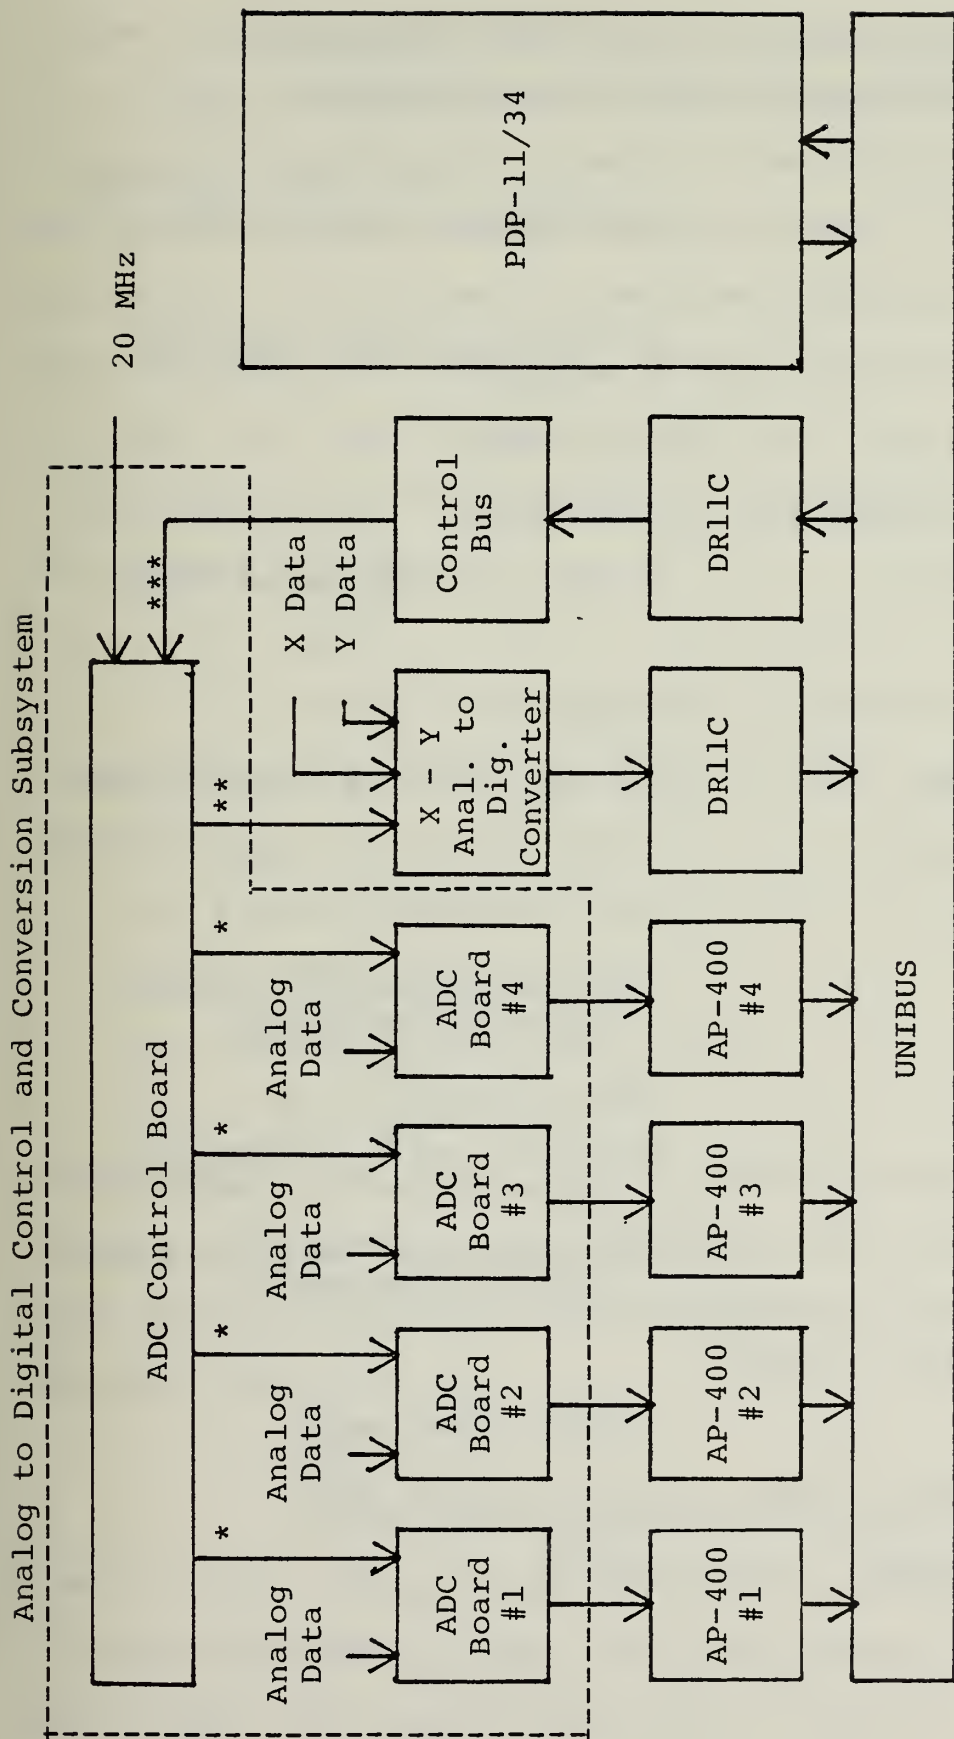 Analog to Digital Control and Conversion Subsystem
20 MHz
ADC Control Board
***
*
*
*
*
**
Analog
Data
Analog
Data
Analog
Data
Analog
Data
X Data
Y Data
ADC
Board
#1
ADC
Board
#2
ADC
Board
#3
ADC
Board
#4
X - Y
Anal. to
Dig.
Converter
Control
Bus
PDP-11/34
AP-400
#1
AP-400
#2
AP-400
#3
AP-400
#4
DR11C
DR11C
UNIBUS